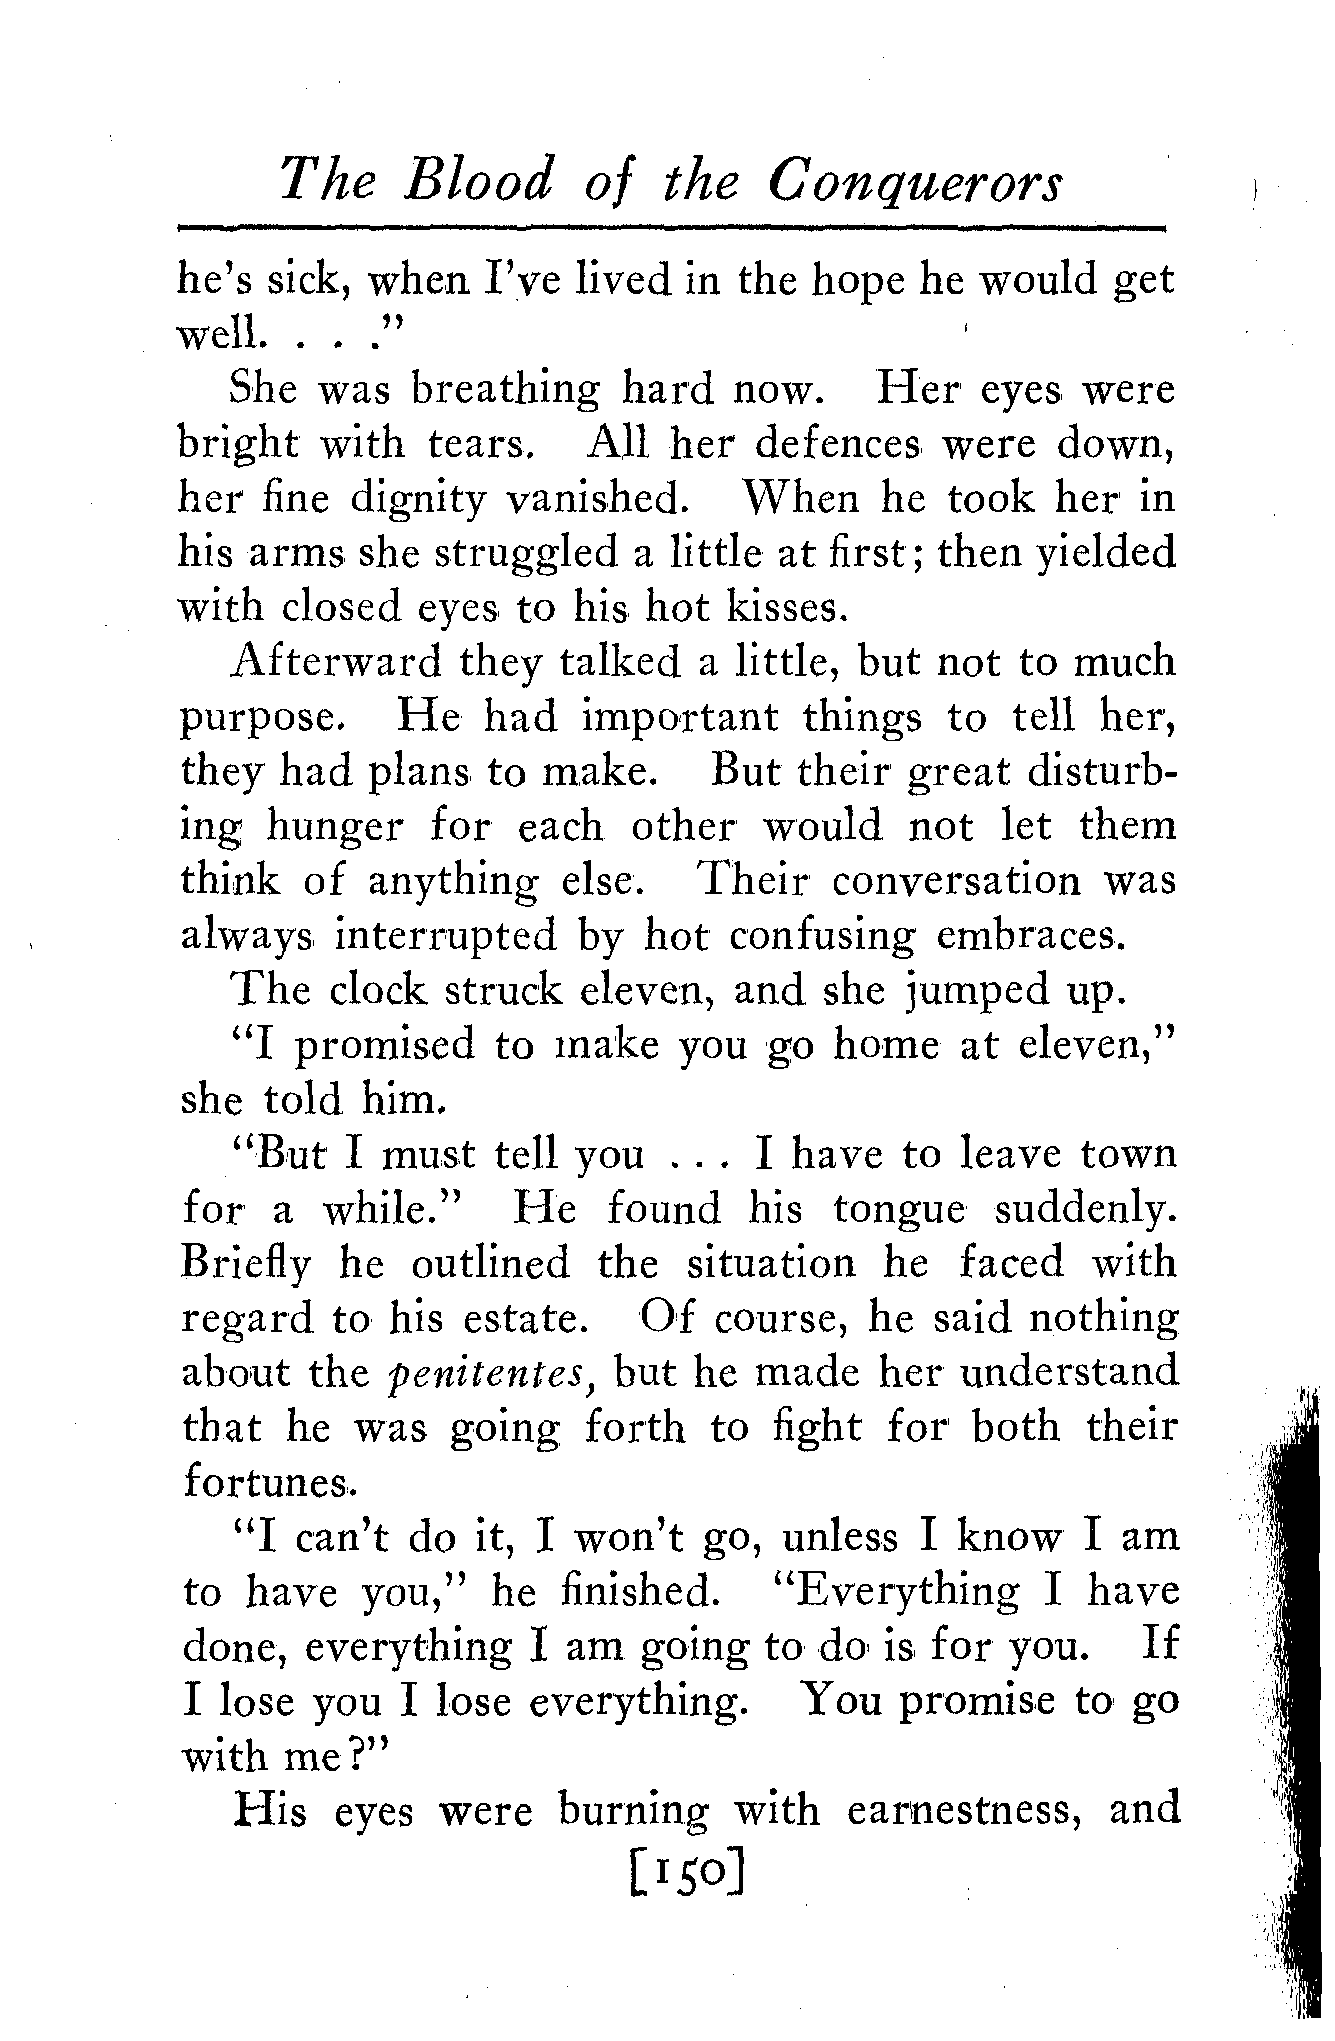 The Blood of the Conquerors
he's sick, when I've lived in the hope he would get
well. . . ."
She was breathing hard now. Her eyes were
bright with tears. All her defences were down,
her fine dignity vanished. When he took her in
his arms she struggled a little at first; then yielded
with closed eyes to his hot kisses.
Afterward they talked a little, but not to much
purpose. He had important things to tell her,
they had plans to make. But their great disturb-
ing hunger for each other would not let them
think of anything else. Their conversation was
always interrupted by hot confusing embraces.
The clock struck eleven, and she jumped up.
"I promised to make you go home at eleven,"
she told him.
"But I must tell you . . . I have to leave town
for a while." He found his tongue suddenly.
Briefly he outlined the situation he faced with
regard to his estate. Of course, he said nothing
about the penitentes, but he made her understand
that he was going forth to fight for both their
fortunes.
"I can't do it, I won't go, unless I know I am
to have you," he finished. "Everything I have
done, everything I am going to do is for you. If
I lose you I lose everything. You promise to go
with me?"
His eyes were burning with earnestness, and
[150]